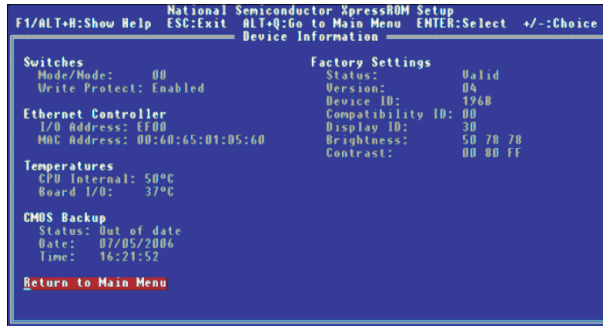 National Semiconductor XpressROM Setup
F1/ALT+H:Show Help ESC:Exit ALT+Q:Go to Main Menu ENTER:Select +/-:Choice
Device Information
Switches
Mode/Node: 00
Write Protect: Enabled
Ethernet Controller
I/O Address: EF00
MAC Address: 00:60:65:01:05:60
Temperatures
CPU Internal: 50ºC
Board I/O: 37ºC
CMOS Backup
Status: Out of date
Date: 07/05/2006
Time: 16:21:52
Return to Main Menu
Factory Settings
Status: Valid
Version: 04
Device ID: 196B
Compatibility ID: 00
Display ID: 30
Brightness: 50 78 78
Contrast: 00 80 FF